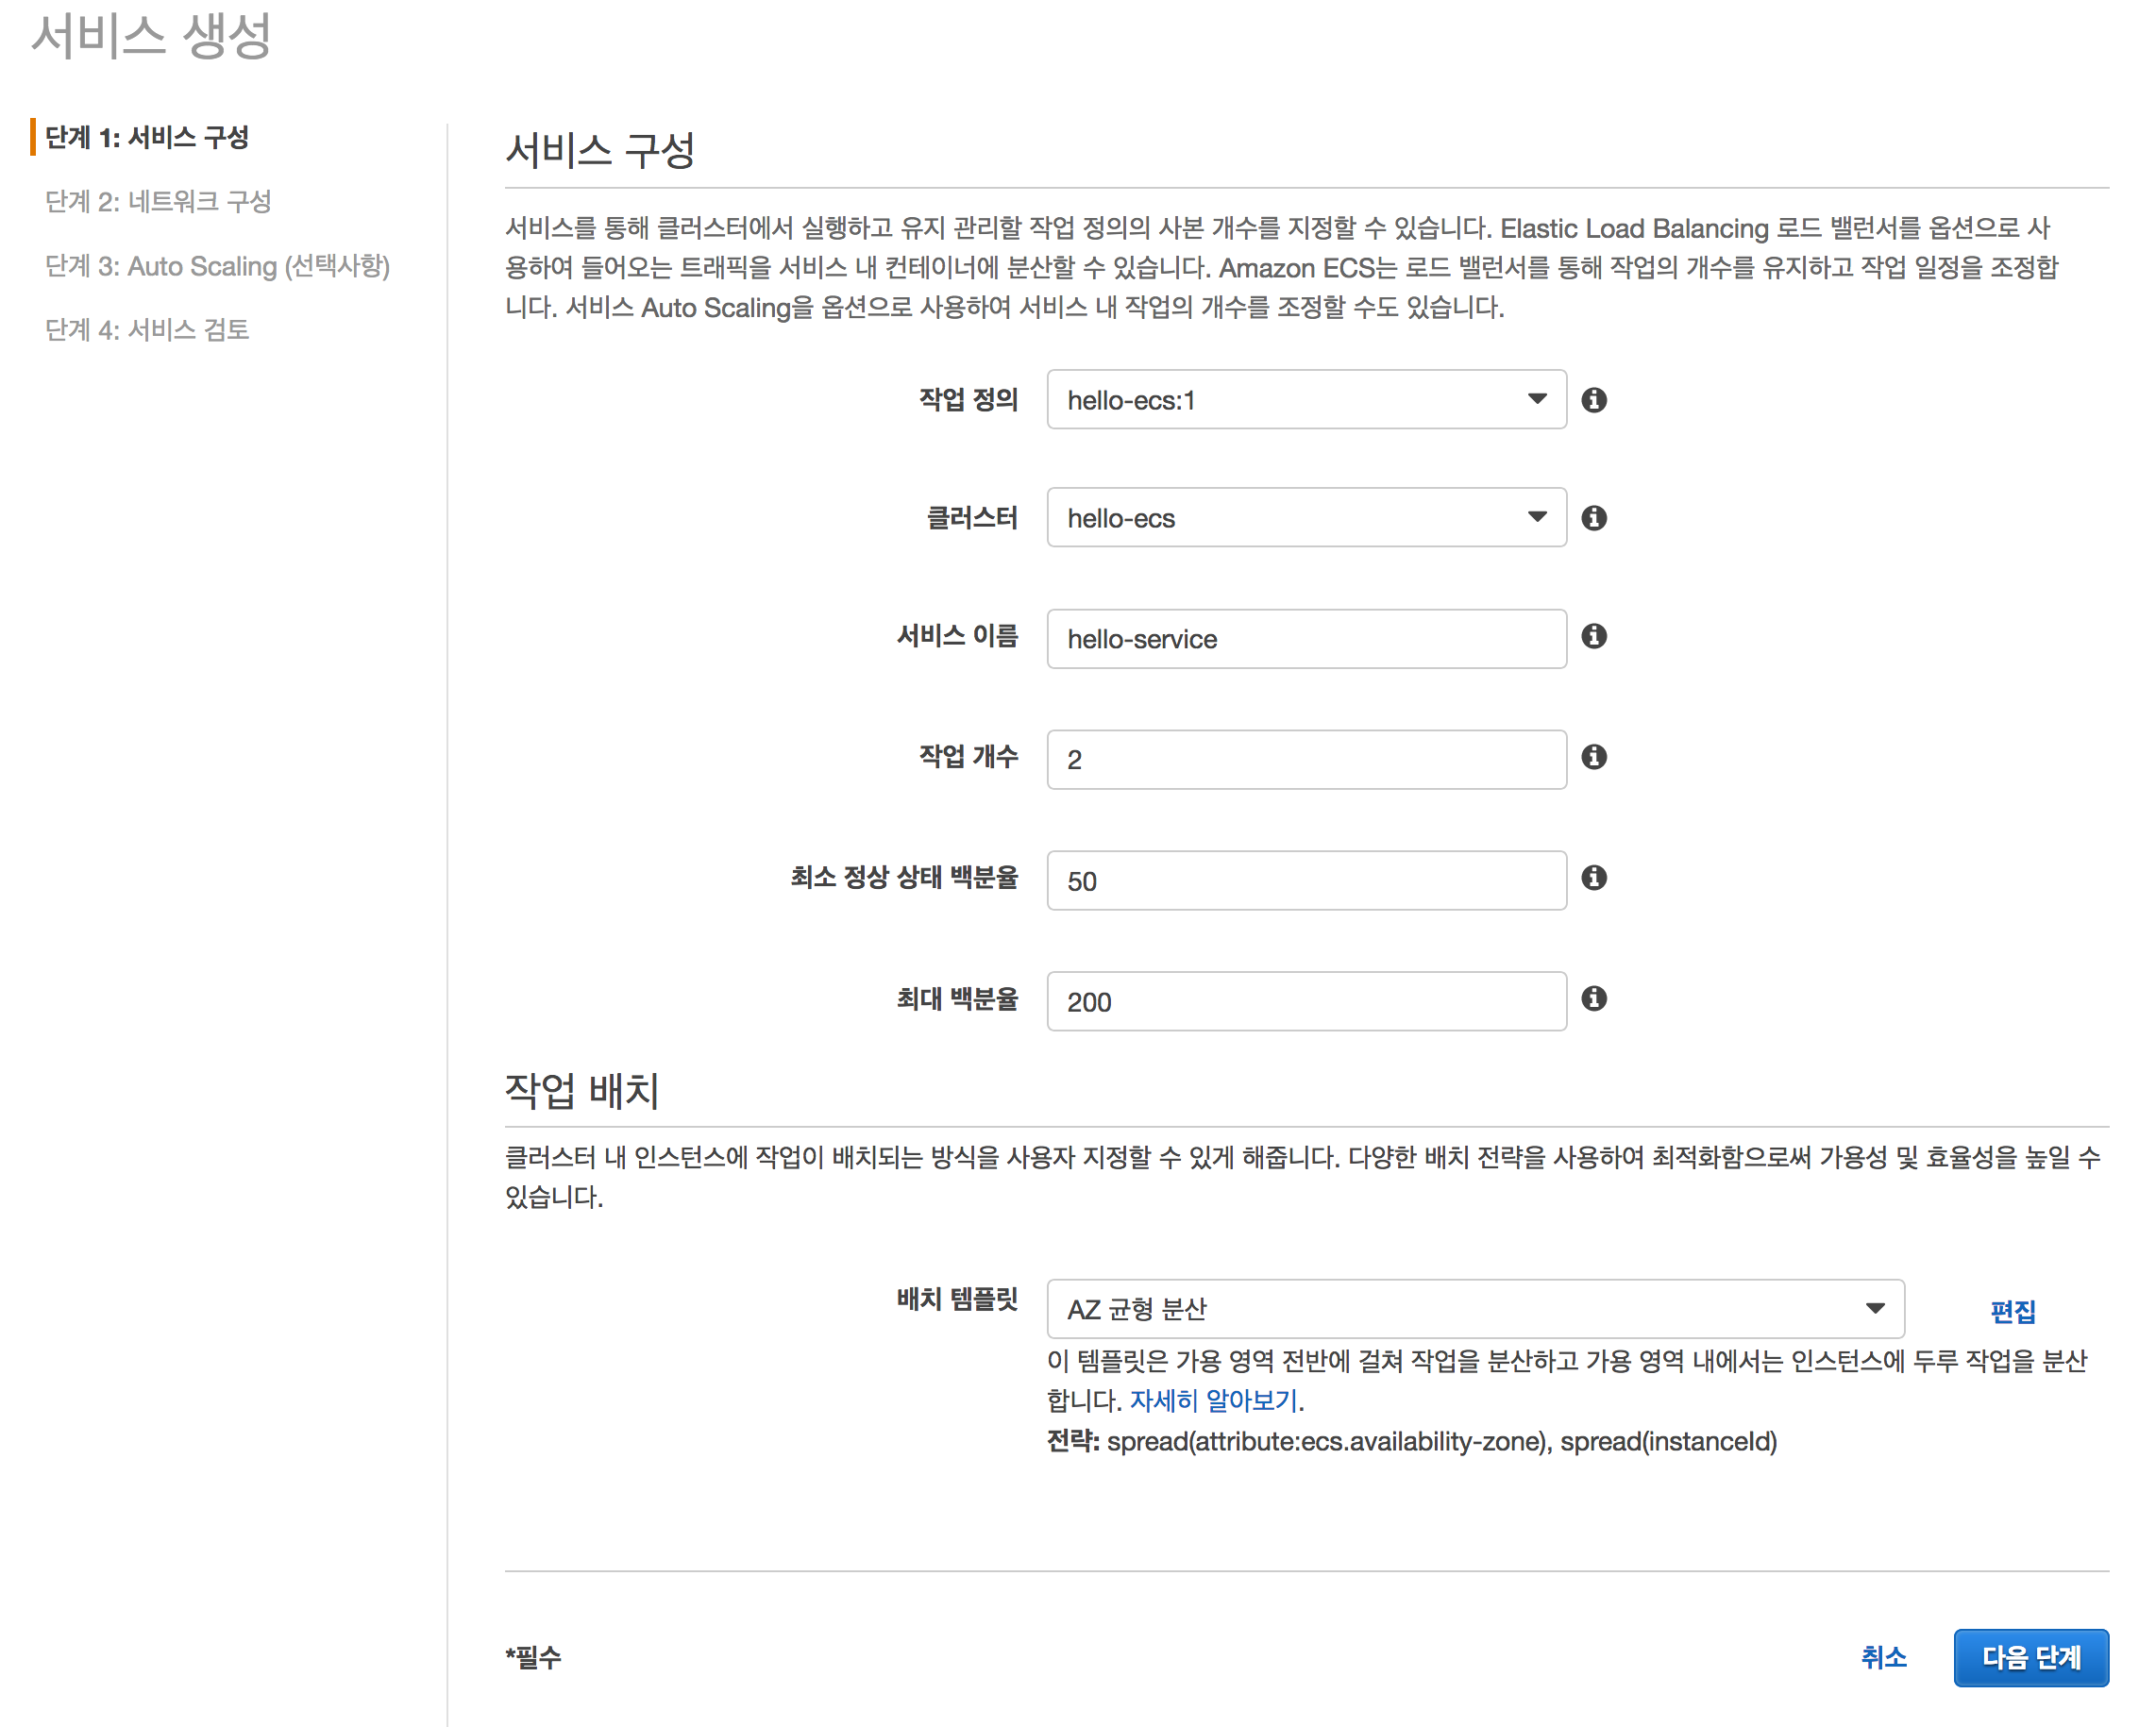 서비스 생성
단계 1: 서비스 구성
단계 2: 네트워크 구성
단계 3: Auto Scaling (선택사항)
단계 4: 서비스 검토
서비스 구성
서비스를 통해 클러스터에서 실행하고 유지 관리할 작업 정의의 사본 개수를 지정할 수 있습니다. Elastic Load Balancing 로드 밸런서를 옵션으로 사
용하여 들어오는 트래픽을 서비스 내 컨테이너에 분산할 수 있습니다. Amazon ECS는 로드 밸런서를 통해 작업의 개수를 유지하고 작업 일정을 조정합
니다. 서비스 Auto Scaling을 옵션으로 사용하여 서비스 내 작업의 개수를 조정할 수도 있습니다.
작업 정의 hello-ecs:1
클러스터 hello-ecs
서비스 이름 hello-service
작업 개수 2
최소 정상 상태 백분율 50
최대 백분율 200
작업 배치
클러스터 내 인스턴스에 작업이 배치되는 방식을 사용자 지정할 수 있게 해줍니다. 다양한 배치 전략을 사용하여 최적화함으로써 가용성 및 효율성을 높일 수
있습니다.
배치 템플릿 AZ 균형 분산 편집
이 템플릿은 가용 영역 전반에 걸쳐 작업을 분산하고 가용 영역 내에서는 인스턴스에 두루 작업을 분산
합니다. 자세히 알아보기.
전략: spread(attribute:ecs.availability-zone), spread(instanceId)
*필수 취소 다음 단계